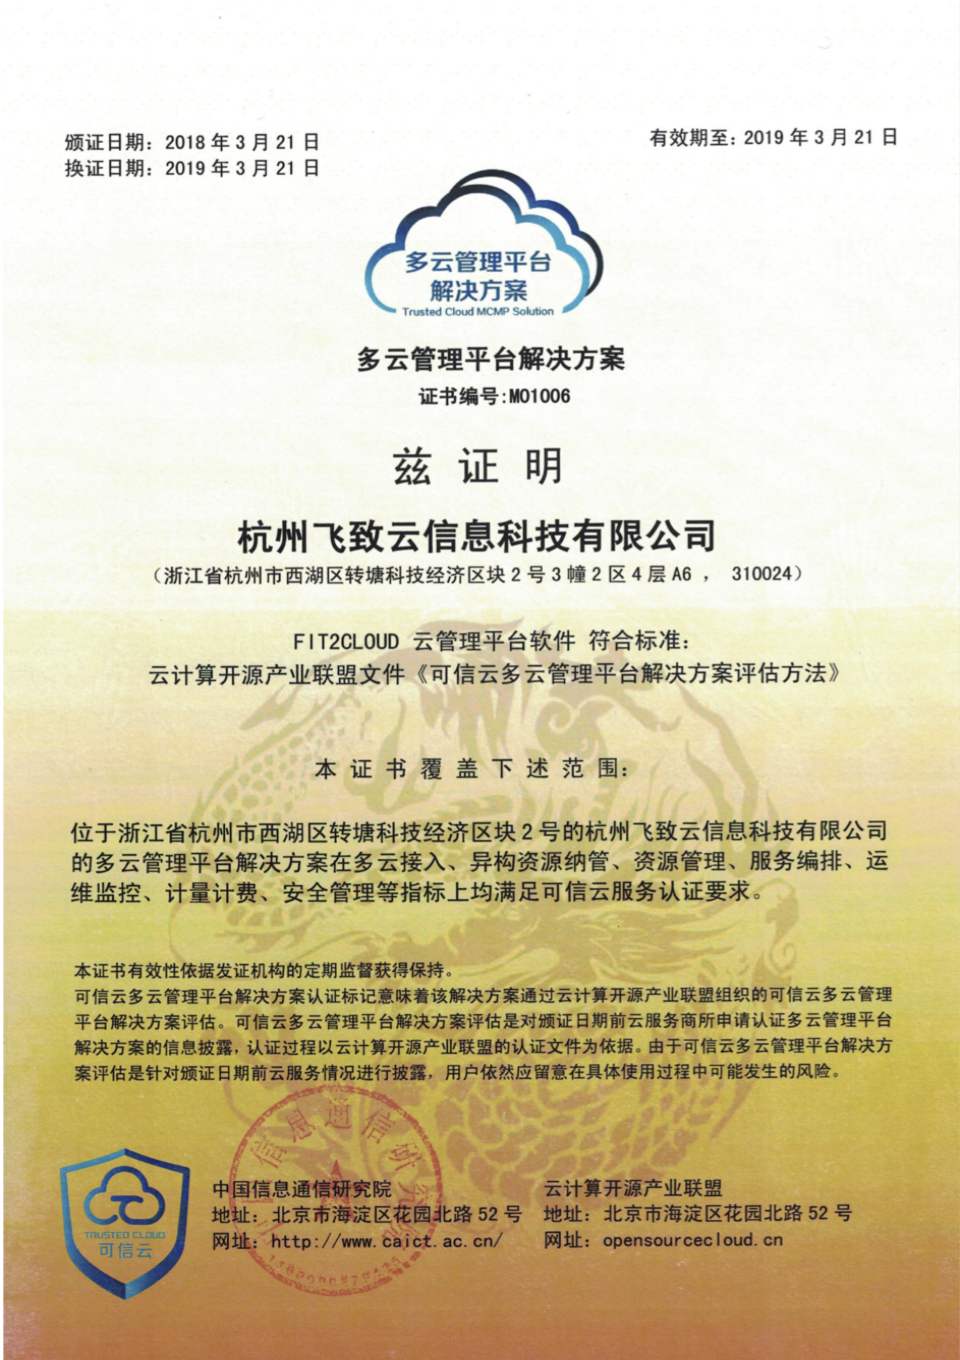 颁证日期：2018 年 3 月 21 日
有效期至：2019 年 3 月 21 日
换证日期：2019 年 3 月 21 日
多云管理平台
解决方案
Trusted Cloud MCMP Solution
多云管理平台解决方案
证书编号:M01006
兹 证 明
杭州飞致云信息科技有限公司
（浙江省杭州市西湖区转塘科技经济区块 2 号 3 幢 2 区 4 层 A6 ， 310024）
FIT2CLOUD 云管理平台软件 符合标准：
云计算开源产业联盟文件《可信云多云管理平台解决方案评估方法》
本 证 书 覆 盖 下 述 范 围：
位于浙江省杭州市西湖区转塘科技经济区块 2 号的杭州飞致云信息科技有限公司
的多云管理平台解决方案在多云接入、异构资源纳管、资源管理、服务编排、运
维监控、计量计费、安全管理等指标上均满足可信云服务认证要求。
本证书有效性依据发证机构的定期监督获得保持。
可信云多云管理平台解决方案认证标记意味着该解决方案通过云计算开源产业联盟组织的可信云多云管理
平台解决方案评估。可信云多云管理平台解决方案评估是对颁证日期前云服务商所申请认证多云管理平台
解决方案的信息披露，认证过程以云计算开源产业联盟的认证文件为依据。由于可信云多云管理平台解决方
案评估是针对颁证日期前云服务情况进行披露，用户依然应留意在具体使用过程中可能发生的风险。
信息通信研究
TRUSTED CLOUD
可信云
中国信息通信研究院
地址：北京市海淀区花园北路 52 号
网址：http://www.caict.ac.cn/
云计算开源产业联盟
地址：北京市海淀区花园北路 52 号
网址：opensourcecloud.cn